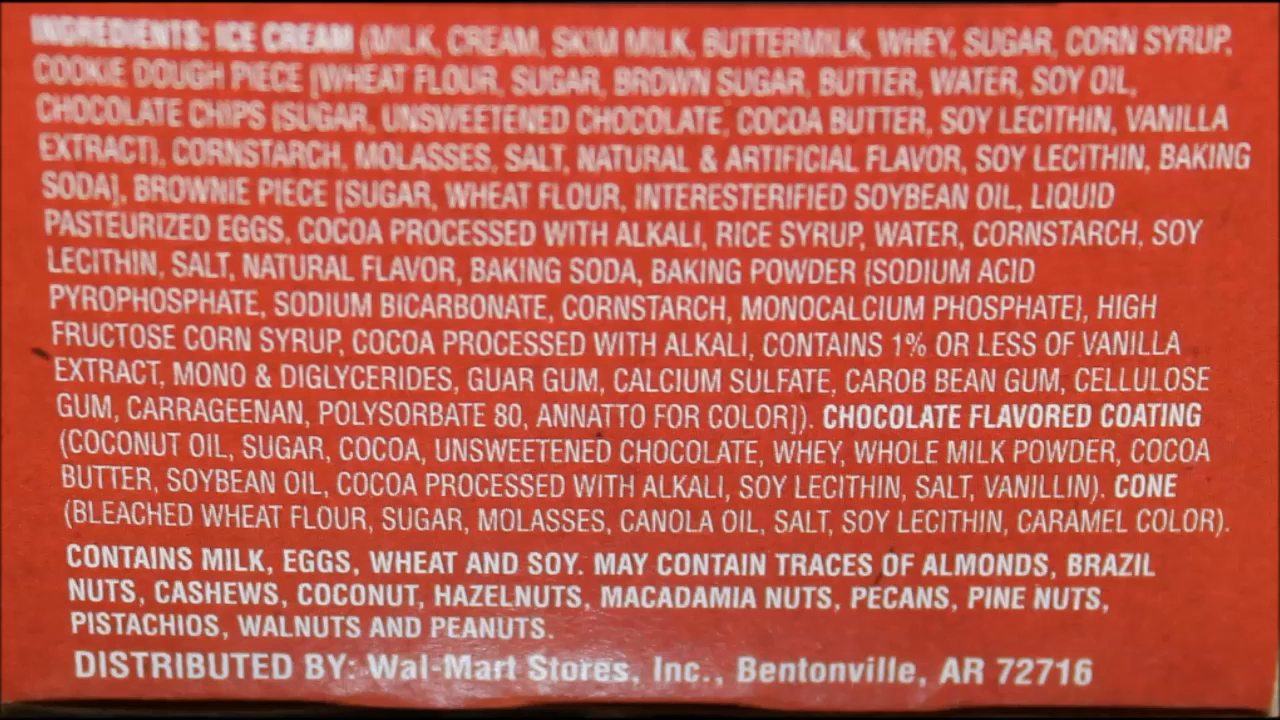 INGREDIENTS: ICE CREAM (MILK, CREAM, SKIM MILK, BUTTERMILK, WHEY, SUGAR, CORN SYRUP,
COOKIE DOUGH PIECE [WHEAT FLOUR, SUGAR, BROWN SUGAR, BUTTER, WATER, SOY OIL,
CHOCOLATE CHIPS {SUGAR, UNSWEETENED CHOCOLATE, COCOA BUTTER, SOY LECITHIN, VANILLA
EXTRACT}, CORNSTARCH, MOLASSES, SALT, NATURAL & ARTIFICIAL FLAVOR, SOY LECITHIN, BAKING
SODA], BROWNIE PIECE [SUGAR, WHEAT FLOUR, INTERESTERIFIED SOYBEAN OIL, LIQUID
PASTEURIZED EGGS, COCOA PROCESSED WITH ALKALI, RICE SYRUP, WATER, CORNSTARCH, SOY
LECITHIN, SALT, NATURAL FLAVOR, BAKING SODA, BAKING POWDER {SODIUM ACID
PYROPHOSPHATE, SODIUM BICARBONATE, CORNSTARCH, MONOCALCIUM PHOSPHATE}, HIGH
FRUCTOSE CORN SYRUP, COCOA PROCESSED WITH ALKALI, CONTAINS 1% OR LESS OF VANILLA
EXTRACT, MONO & DIGLYCERIDES, GUAR GUM, CALCIUM SULFATE, CAROB BEAN GUM, CELLULOSE
GUM, CARRAGEENAN, POLYSORBATE 80, ANNATTO FOR COLOR]). CHOCOLATE FLAVORED COATING
(COCONUT OIL, SUGAR, COCOA, UNSWEETENED CHOCOLATE, WHEY, WHOLE MILK POWDER, COCOA
BUTTER, SOYBEAN OIL, COCOA PROCESSED WITH ALKALI, SOY LECITHIN, SALT, VANILLIN). CONE
(BLEACHED WHEAT FLOUR, SUGAR, MOLASSES, CANOLA OIL, SALT, SOY LECITHIN, CARAMEL COLOR).
CONTAINS MILK, EGGS, WHEAT AND SOY. MAY CONTAIN TRACES OF ALMONDS, BRAZIL
NUTS, CASHEWS, COCONUT, HAZELNUTS, MACADAMIA NUTS, PECANS, PINE NUTS,
PISTACHIOS, WALNUTS AND PEANUTS.
DISTRIBUTED BY: Wal-Mart Stores, Inc., Bentonville, AR 72716